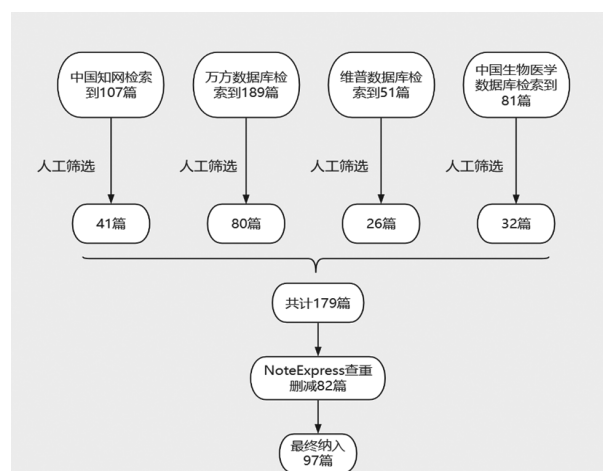 中国知网检索
到107篇
万方数据库检
索到189篇
维普数据库检
索到51篇
中国生物医学
数据库检索到
81篇
人工筛选
人工筛选
人工筛选
人工筛选
41篇
80篇
26篇
32篇
共计179篇
NoteExpress查重
删减82篇
最终纳入
97篇